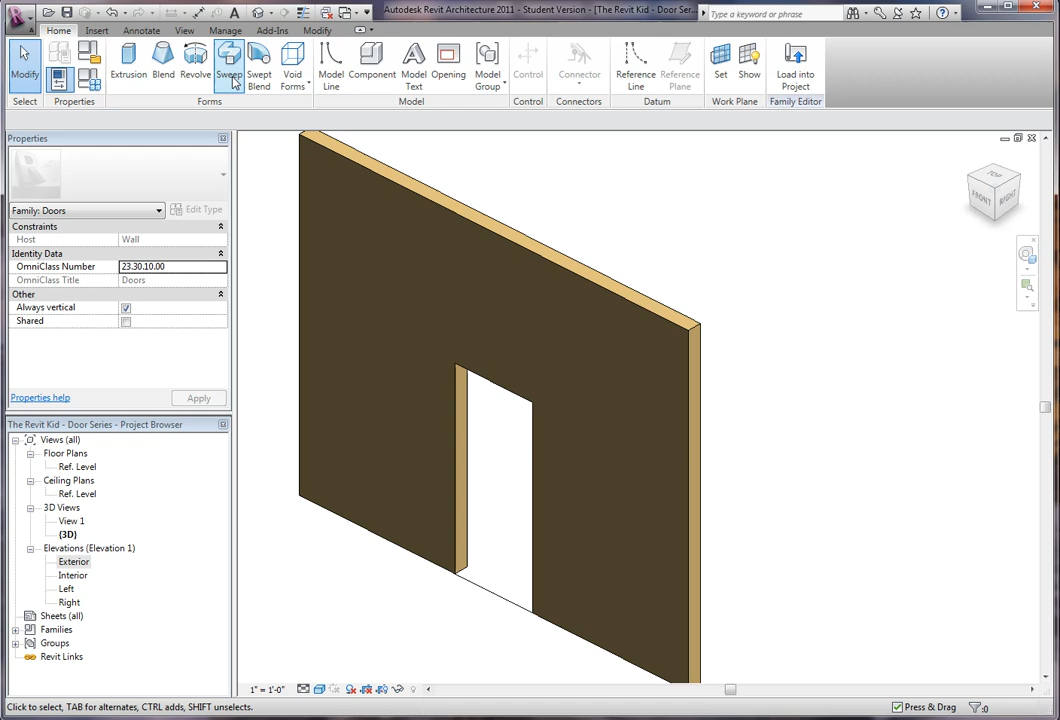 Autodesk Revit Architecture 2011 - Student Version - [The Revit Kid - Door Series - Project...
Type a keyword or phrase
Home Insert Annotate View Manage Add-Ins Modify
Modify Extrusion Blend Revolve Sweep Swept Blend Void Forms Model Line Component Model Text Opening Model Group Control Connector Reference Line Reference Plane Set Show Load into Project
Select Properties Forms Model Control Connectors Datum Work Plane Family Editor
Properties
Family: Doors Edit Type
Constraints
Host Wall
Identity Data
OmniClass Number 23.30.10.00
OmniClass Title Doors
Other
Always vertical
Shared
Properties help Apply
The Revit Kid - Door Series - Project Browser
Views (all)
Floor Plans
Ref. Level
Ceiling Plans
Ref. Level
3D Views
View 1
{3D}
Elevations (Elevation 1)
Exterior
Interior
Left
Right
Sheets (all)
Families
Groups
Revit Links
TOP
FRONT RIGHT
1" = 1'-0"
Click to select, TAB for alternates, CTRL adds, SHIFT unselects. Press & Drag :0